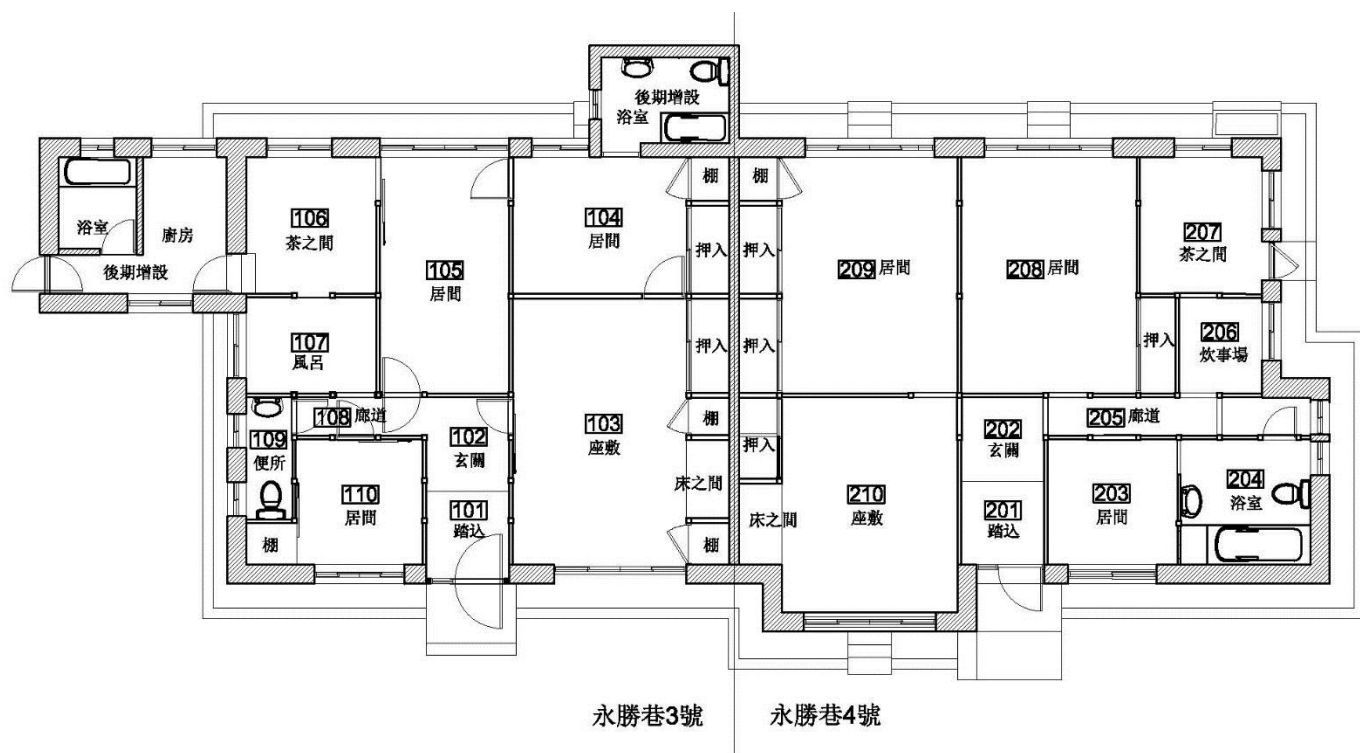 後期增設
浴室
棚
棚
106
茶之間
104
居間
207
茶之間
浴室
廚房
後期增設
105
居間
押入
押入
209 居間
208 居間
107
風呂
押入
押入
押入
206
炊事場
108 廊道
109
便所
102
玄關
103
座敷
棚
押入
202
玄關
205 廊道
110
居間
101
踏込
床之間
床之間
210
座敷
201
踏込
203
居間
204
浴室
棚
棚
永勝巷3號
永勝巷4號